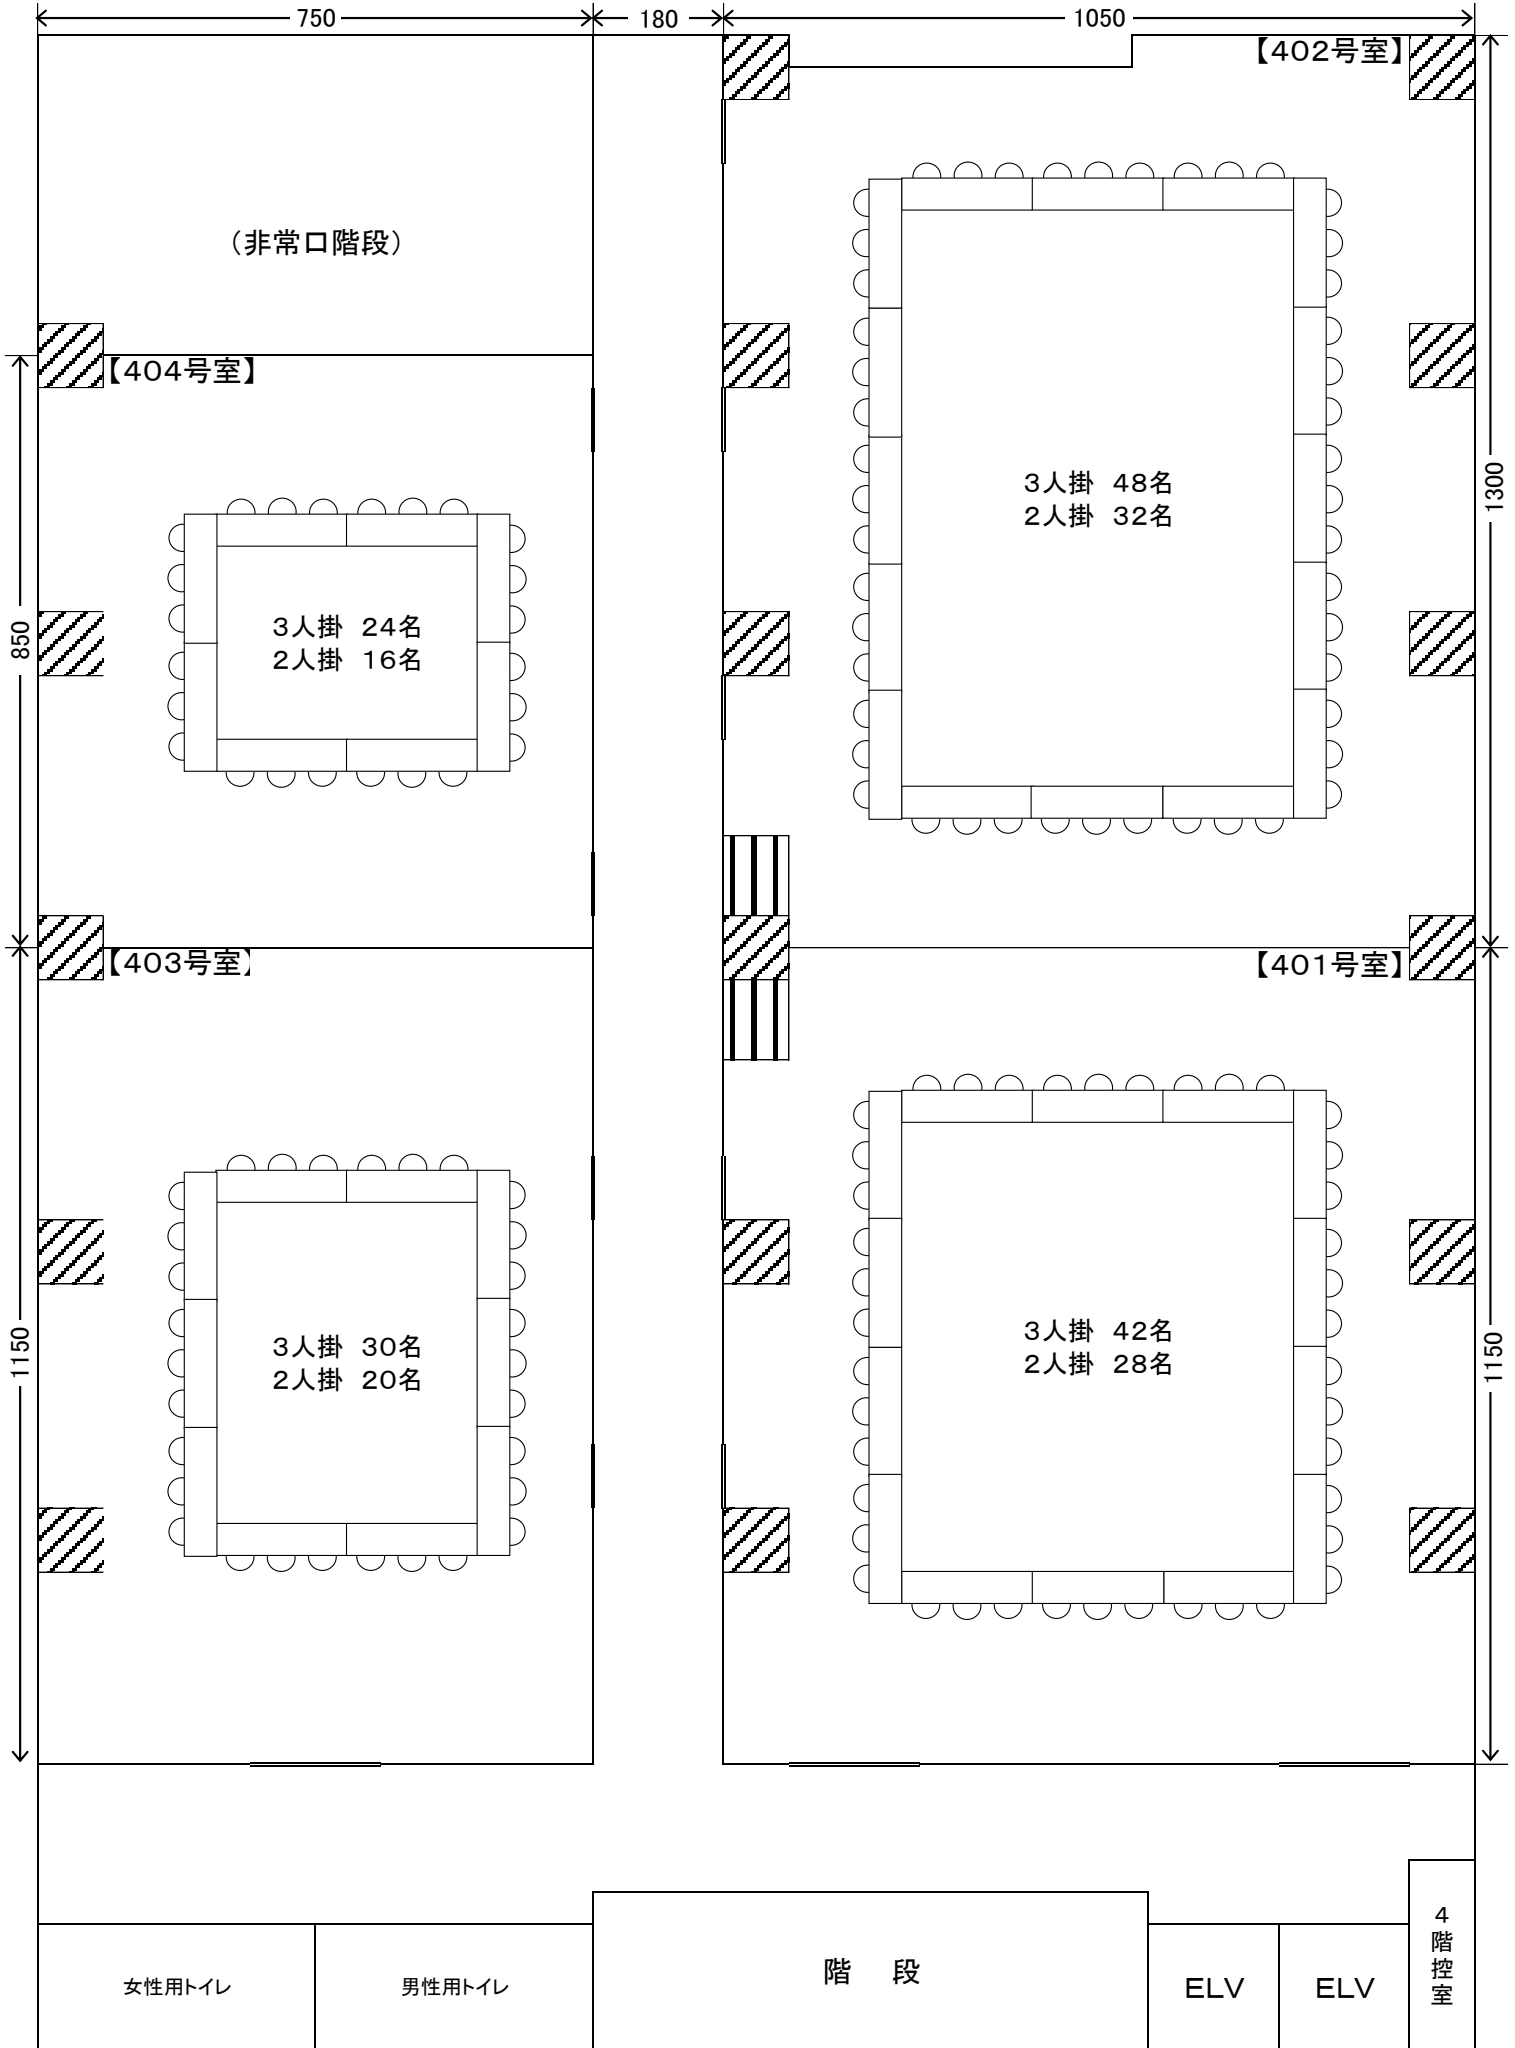 750
180
1050
【402号室】
（非常口階段）
【404号室】
3人掛 48名
2人掛 32名
1300
3人掛 24名
2人掛 16名
850
【403号室】
【401号室】
3人掛 30名
2人掛 20名
1150
3人掛 42名
2人掛 28名
1150
女性用トイレ
男性用トイレ
階 段
ELV
ELV
4階控室